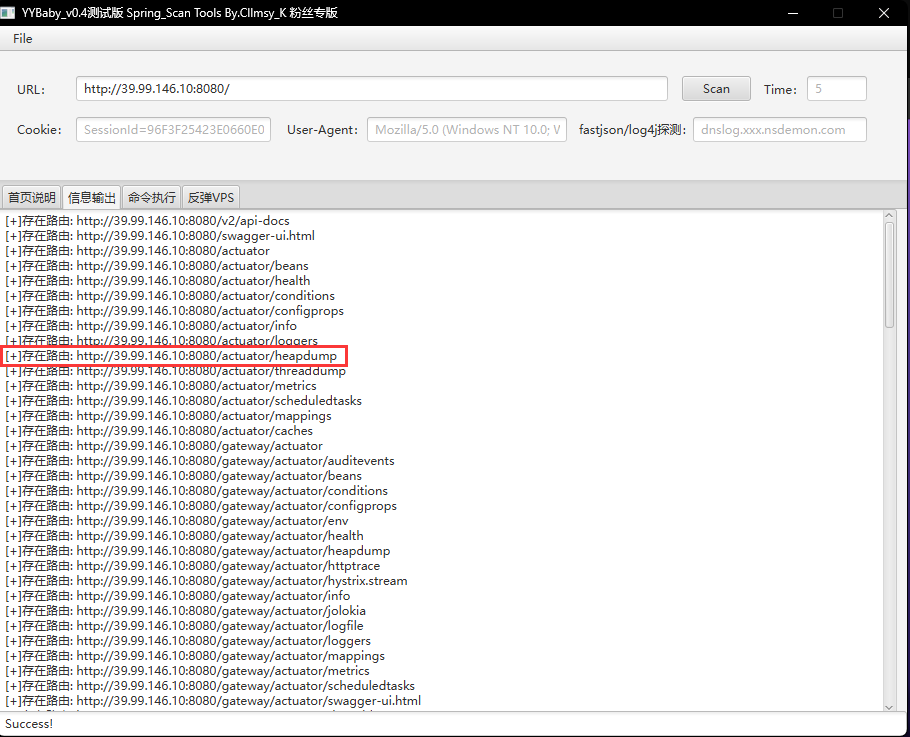 YYBaby_v0.4测试版 Spring_Scan Tools By.Cllmsy_K 粉丝专版
File
URL: http://39.99.146.10:8080/ Scan Time: 5
Cookie: SessionId=96F3F25423E0660E0 User-Agent: Mozilla/5.0 (Windows NT 10.0; V fastjson/log4j探测: dnslog.xxx.nsdemon.com
首页说明 信息输出 命令执行 反弹VPS
[+]存在路由: http://39.99.146.10:8080/v2/api-docs
[+]存在路由: http://39.99.146.10:8080/swagger-ui.html
[+]存在路由: http://39.99.146.10:8080/actuator
[+]存在路由: http://39.99.146.10:8080/actuator/beans
[+]存在路由: http://39.99.146.10:8080/actuator/health
[+]存在路由: http://39.99.146.10:8080/actuator/conditions
[+]存在路由: http://39.99.146.10:8080/actuator/configprops
[+]存在路由: http://39.99.146.10:8080/actuator/info
[+]存在路由: http://39.99.146.10:8080/actuator/loggers
[+]存在路由: http://39.99.146.10:8080/actuator/heapdump
[+]存在路由: http://39.99.146.10:8080/actuator/threaddump
[+]存在路由: http://39.99.146.10:8080/actuator/metrics
[+]存在路由: http://39.99.146.10:8080/actuator/scheduledtasks
[+]存在路由: http://39.99.146.10:8080/actuator/mappings
[+]存在路由: http://39.99.146.10:8080/actuator/caches
[+]存在路由: http://39.99.146.10:8080/gateway/actuator
[+]存在路由: http://39.99.146.10:8080/gateway/actuator/auditevents
[+]存在路由: http://39.99.146.10:8080/gateway/actuator/beans
[+]存在路由: http://39.99.146.10:8080/gateway/actuator/conditions
[+]存在路由: http://39.99.146.10:8080/gateway/actuator/configprops
[+]存在路由: http://39.99.146.10:8080/gateway/actuator/env
[+]存在路由: http://39.99.146.10:8080/gateway/actuator/health
[+]存在路由: http://39.99.146.10:8080/gateway/actuator/heapdump
[+]存在路由: http://39.99.146.10:8080/gateway/actuator/httptrace
[+]存在路由: http://39.99.146.10:8080/gateway/actuator/hystrix.stream
[+]存在路由: http://39.99.146.10:8080/gateway/actuator/info
[+]存在路由: http://39.99.146.10:8080/gateway/actuator/jolokia
[+]存在路由: http://39.99.146.10:8080/gateway/actuator/logfile
[+]存在路由: http://39.99.146.10:8080/gateway/actuator/loggers
[+]存在路由: http://39.99.146.10:8080/gateway/actuator/mappings
[+]存在路由: http://39.99.146.10:8080/gateway/actuator/metrics
[+]存在路由: http://39.99.146.10:8080/gateway/actuator/scheduledtasks
[+]存在路由: http://39.99.146.10:8080/gateway/actuator/swagger-ui.html
Success!